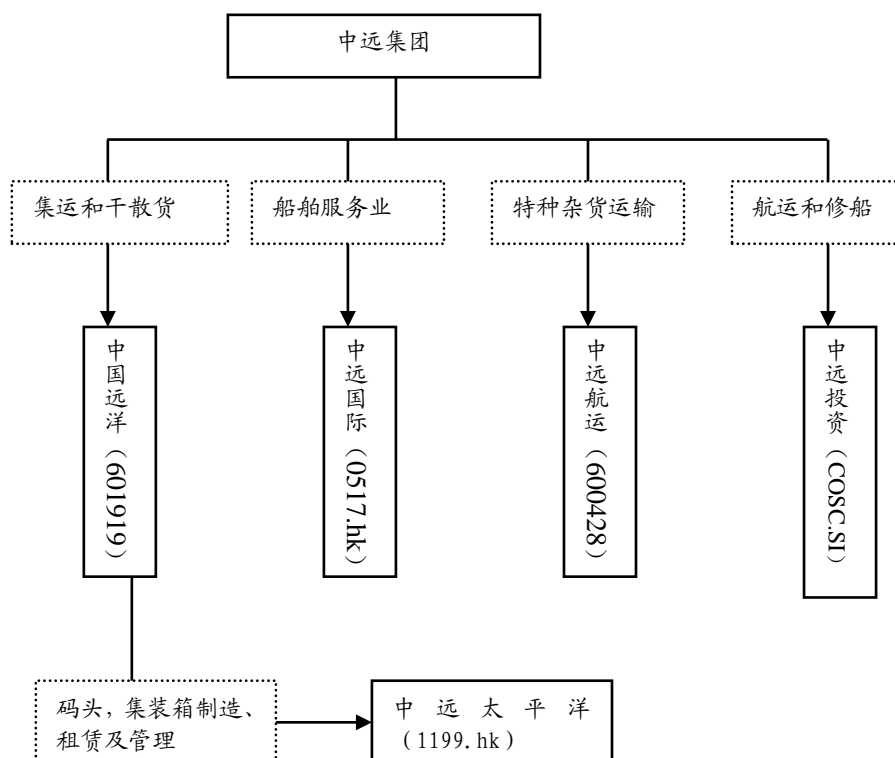 中远集团
集运和干散货
船舶服务业
特种杂货运输
航运和修船
中国远洋（601919）
中远国际（0517.hk）
中远航运（600428）
中远投资（COSC.SI）
码头，集装箱制造、
租赁及管理
中远太平洋
（1199.hk）